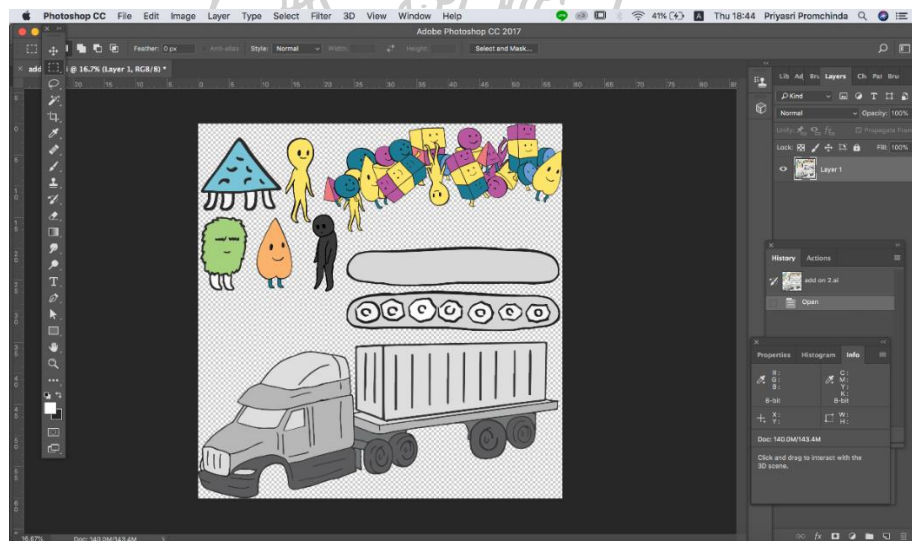 Photoshop CC File Edit Image Layer Type Select Filter 3D View Window Help 41% Thu 18:44 Priyasri Promchinda
Adobe Photoshop CC 2017
Feather: 0 px Anti-alias Style: Normal Width: Height: Select and Mask...
@ 16.7% (Layer 1, RGB/8) *
Layers
Kind
Normal Opacity: 100%
Unify: Propagate Frame
Lock: Fill: 100%
Layer 1
History Actions
add on 2.ai
Open
Properties Histogram Info
R: C:
G: M:
B: Y:
K:
8-bit 8-bit
X: W:
Y: H:
Doc: 140.0M/143.4M
Click and drag to interact with the
3D scene.
16.67% Doc: 140.0M/143.4M